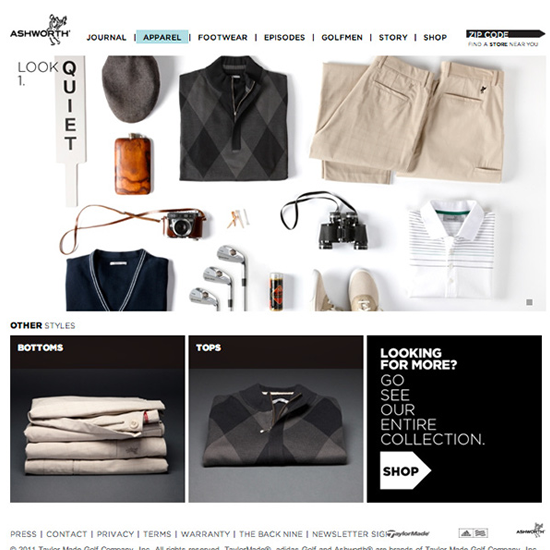 ASHWORTH
JOURNAL | APPAREL | FOOTWEAR | EPISODES | GOLFMEN | STORY | SHOP
ZIP CODE
FIND A STORE NEAR YOU
LOOK
1.
QUIET
OTHER STYLES
BOTTOMS
TOPS
LOOKING
FOR MORE?
GO
SEE
OUR
ENTIRE
COLLECTION.
SHOP
PRESS | CONTACT | PRIVACY | TERMS | WARRANTY | THE BACK NINE | NEWSLETTER SIGN
TaylorMade
ASHWORTH
© 2011 Taylor Made Golf Company, Inc. All rights reserved. TaylorMade®, adidas Golf and Ashworth® are brands of Taylor Made Golf Company, Inc.